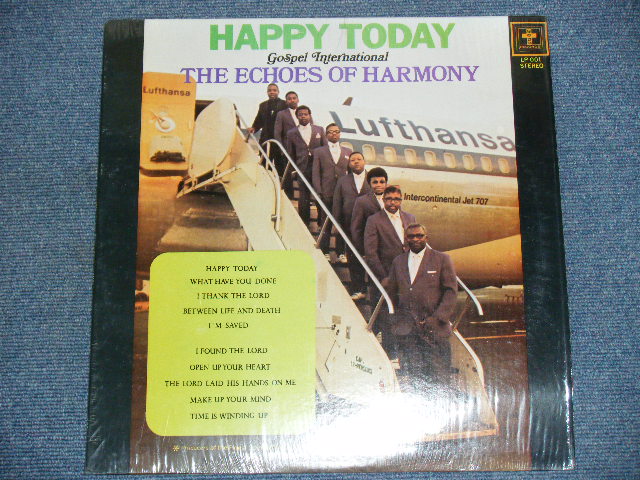 HAPPY TODAY
Gospel International
THE ECHOES OF HARMONY
LP 001
STEREO
Lufthansa
Lufthansa
Intercontinental Jet 707
HAPPY TODAY
WHAT HAVE YOU DONE
I THANK THE LORD
BETWEEN LIFE AND DEATH
I'M SAVED
I FOUND THE LORD
OPEN UP YOUR HEART
THE LORD LAID HIS HANDS ON ME
MAKE UP YOUR MIND
TIME IS WINDING UP